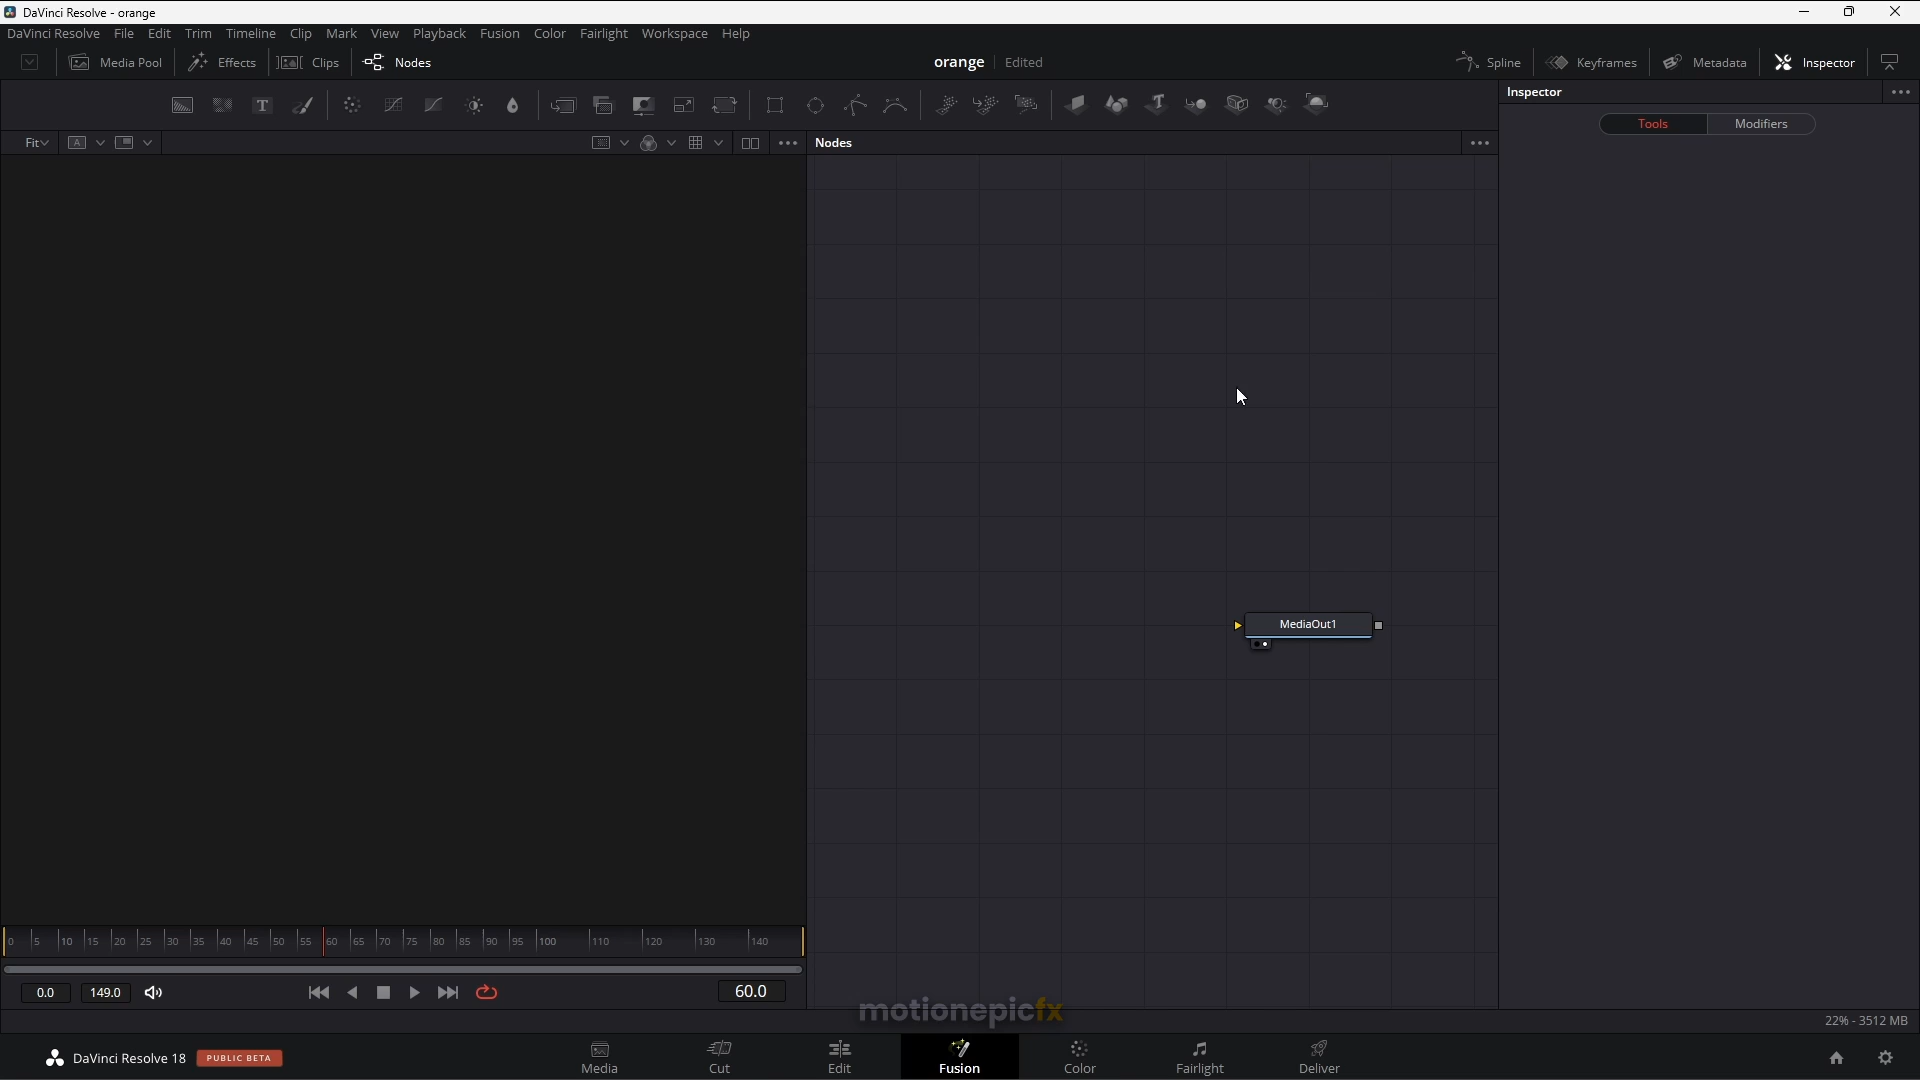 DaVinci Resolve - orange
DaVinci Resolve File Edit Trim Timeline Clip Mark View Playback Fusion Color Fairlight Workspace Help
Media Pool Effects Clips Nodes orange Edited Spline Keyframes Metadata Inspector
Inspector
Tools Modifiers
Fit A Nodes
MediaOut1
0 5 10 15 20 25 30 35 40 45 50 55 60 65 70 75 80 85 90 95 100 110 120 130 140
0.0 149.0 60.0
motionepicfx
22% - 3512 MB
DaVinci Resolve 18 PUBLIC BETA
Media Cut Edit Fusion Color Fairlight Deliver